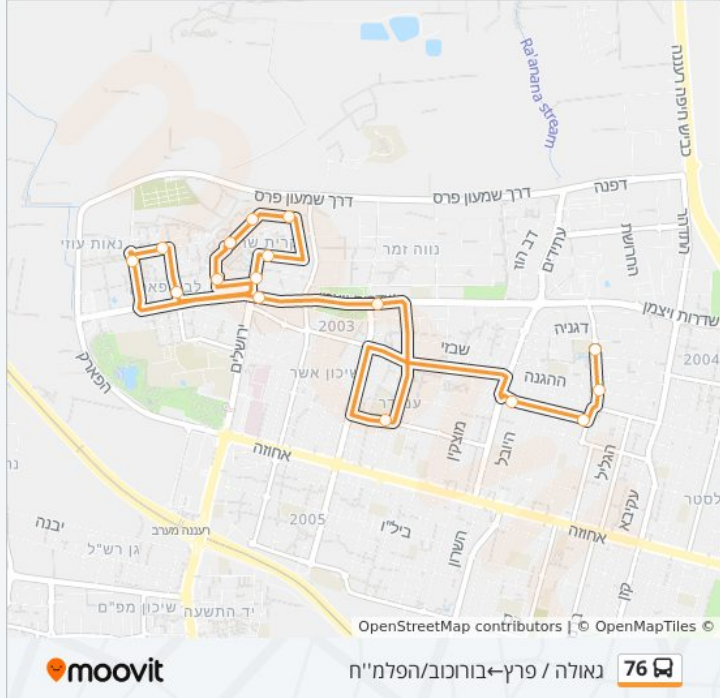 Ra'anana stream
כביש חיפה רעננה
דרך שמעון פרס
דרך שמעון פרס
דפנה
נאות עוזי
נווה זמר
דב הוז
עתידים
החרושת
2003
ירושלים
שדרות ויצמן
דגניה
שבזי
ההגנה
2004
שיכון אשר
הפארק
מוצקין
היובל
הגליל
אחוזה
עקיבא
לסטר
אחוזה
2005
ביל"ו
השרון
רעננה מערב
יבנה
גן רש"ל
שיכון מפ"ם
יד התשעה
קזן
OpenStreetMap contributors | © OpenMapTiles ©
moovit
גאולה / פרץ←בורוכוב/הפלמ''ח
76